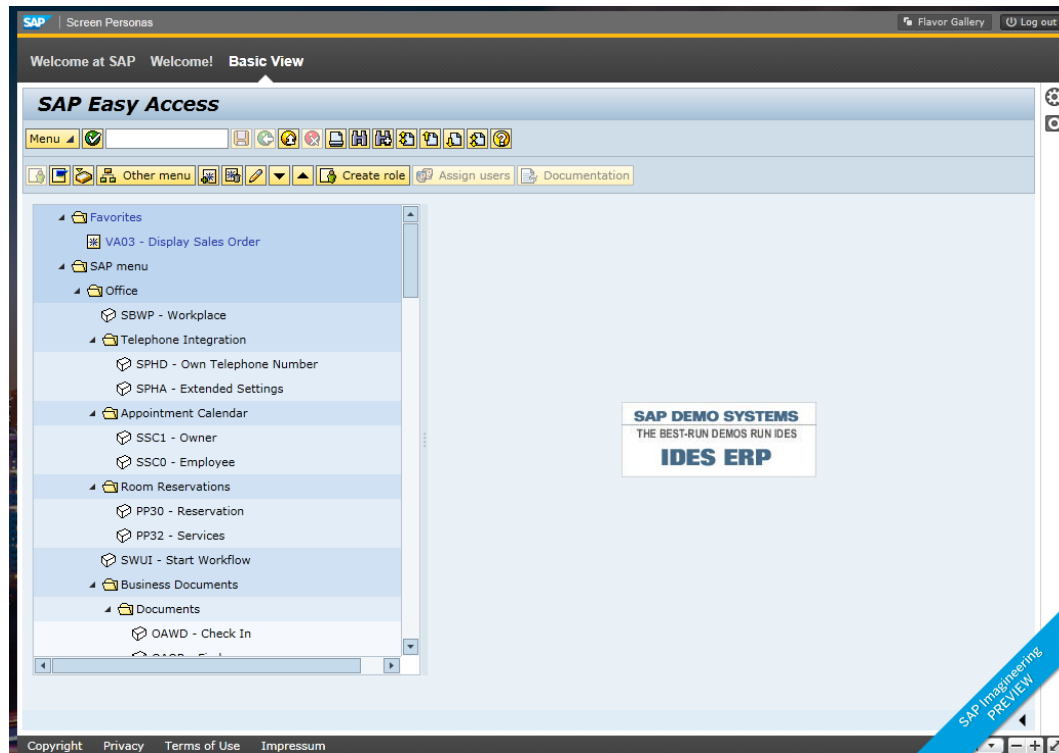 SAP Screen Personas Flavor Gallery Log out
Welcome at SAP Welcome! Basic View
SAP Easy Access
Menu
Other menu Create role Assign users Documentation
Favorites
VA03 - Display Sales Order
SAP menu
Office
SBWP - Workplace
Telephone Integration
SPHD - Own Telephone Number
SPHA - Extended Settings
Appointment Calendar
SSC1 - Owner
SSC0 - Employee
Room Reservations
PP30 - Reservation
PP32 - Services
SWUI - Start Workflow
Business Documents
Documents
OAWD - Check In
SAP DEMO SYSTEMS
THE BEST-RUN DEMOS RUN IDES
IDES ERP
SAP Imagineering
PREVIEW
Copyright Privacy Terms of Use Impressum